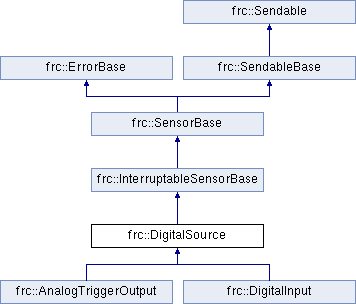 frc::Sendable
frc::ErrorBase
frc::SendableBase
frc::SensorBase
frc::InterruptableSensorBase
frc::DigitalSource
frc::AnalogTriggerOutput
frc::DigitalInput